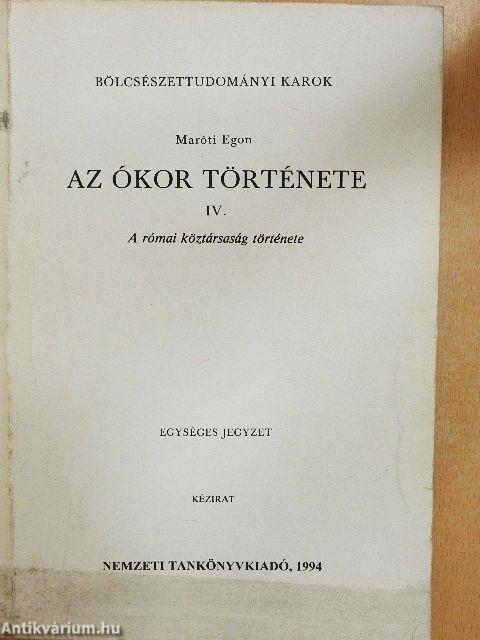 BÖLCSÉSZETTUDOMÁNYI KAROK
Maróti Egon
AZ ÓKOR TÖRTÉNETE
IV.
A római köztársaság története
EGYSÉGES JEGYZET
KÉZIRAT
NEMZETI TANKÖNYVKIADÓ, 1994
Antikvárium.hu